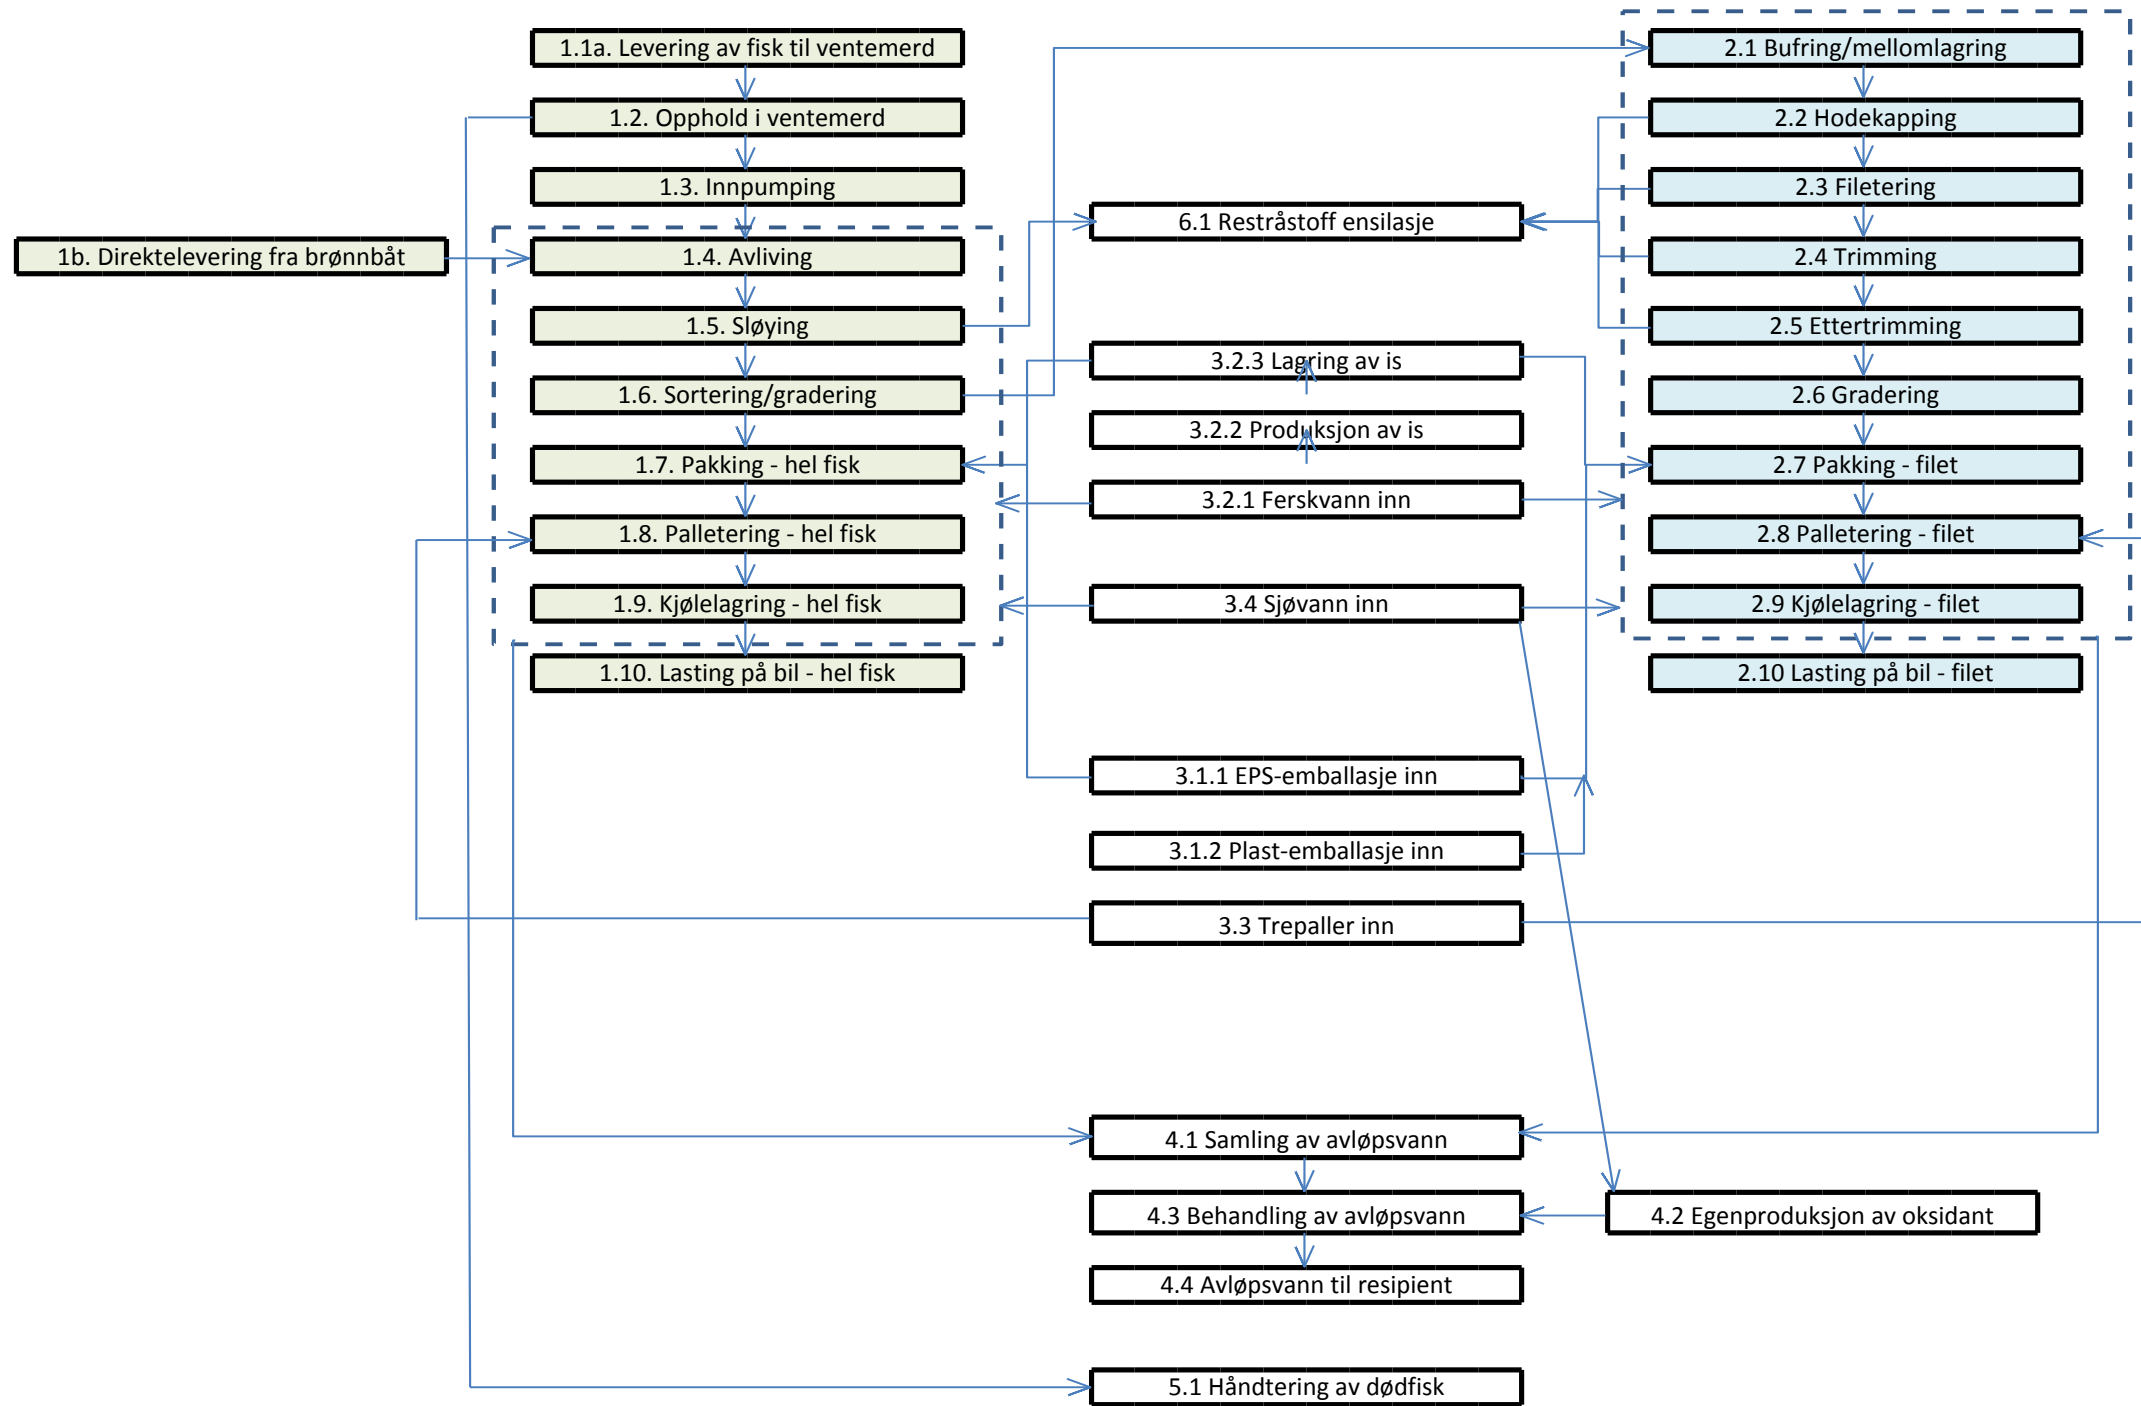 1.1a. Levering av fisk til ventemerd
1.2. Opphold i ventemerd
1.3. Innpumping
1b. Direktelevering fra brønnbåt
1.4. Avliving
1.5. Sløying
1.6. Sortering/gradering
1.7. Pakking - hel fisk
1.8. Palletering - hel fisk
1.9. Kjølelagring - hel fisk
1.10. Lasting på bil - hel fisk
6.1 Restråstoff ensilasje
3.2.3 Lagring av is
3.2.2 Produksjon av is
3.2.1 Ferskvann inn
3.4 Sjøvann inn
3.1.1 EPS-emballasje inn
3.1.2 Plast-emballasje inn
3.3 Trepaller inn
4.1 Samling av avløpsvann
4.3 Behandling av avløpsvann
4.2 Egenproduksjon av oksidant
4.4 Avløpsvann til resipient
5.1 Håndtering av dødfisk
2.1 Bufring/mellomlagring
2.2 Hodekapping
2.3 Filetering
2.4 Trimming
2.5 Ettertrimming
2.6 Gradering
2.7 Pakking - filet
2.8 Palletering - filet
2.9 Kjølelagring - filet
2.10 Lasting på bil - filet